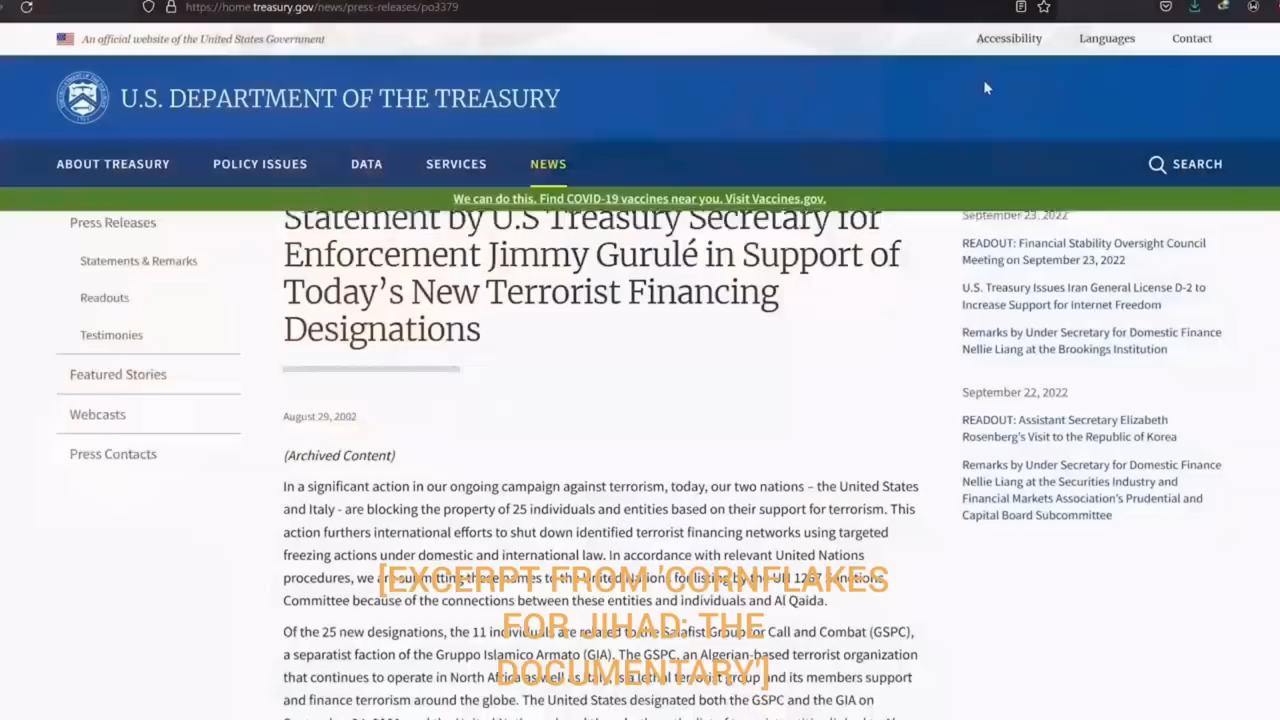 https://home.treasury.gov/news/press-releases/po3379
An official website of the United States Government
Accessibility
Languages
Contact
U.S. DEPARTMENT OF THE TREASURY
ABOUT TREASURY
POLICY ISSUES
DATA
SERVICES
NEWS
SEARCH
We can do this. Find COVID-19 vaccines near you. Visit Vaccines.gov.
Press Releases
Statements & Remarks
Readouts
Testimonies
Featured Stories
Webcasts
Press Contacts
Statement by U.S Treasury Secretary for
Enforcement Jimmy Gurulé in Support of
Today's New Terrorist Financing
Designations
August 29, 2002
(Archived Content)
In a significant action in our ongoing campaign against terrorism, today, our two nations – the United States
and Italy - are blocking the property of 25 individuals and entities based on their support for terrorism. This
action furthers international efforts to shut down identified terrorist financing networks using targeted
freezing actions under domestic and international law. In accordance with relevant United Nations
procedures, we are submitting these names to the United Nations for listing by the UN 1267 Sanctions
Committee because of the connections between these entities and individuals and Al Qaida.
Of the 25 new designations, the 11 individuals are related to the Salafist Group for Call and Combat (GSPC),
a separatist faction of the Gruppo Islamico Armato (GIA). The GSPC, an Algerian-based terrorist organization
that continues to operate in North Africa as well as Italy, is a lethal terrorist group and its members support
and finance terrorism around the globe. The United States designated both the GSPC and the GIA on
[EXCERPT FROM 'CORNFLAKES
FOR JIHAD: THE
DOCUMENTARY']
September 23, 2022
READOUT: Financial Stability Oversight Council
Meeting on September 23, 2022
U.S. Treasury Issues Iran General License D-2 to
Increase Support for Internet Freedom
Remarks by Under Secretary for Domestic Finance
Nellie Liang at the Brookings Institution
September 22, 2022
READOUT: Assistant Secretary Elizabeth
Rosenberg's Visit to the Republic of Korea
Remarks by Under Secretary for Domestic Finance
Nellie Liang at the Securities Industry and
Financial Markets Association's Prudential and
Capital Board Subcommittee